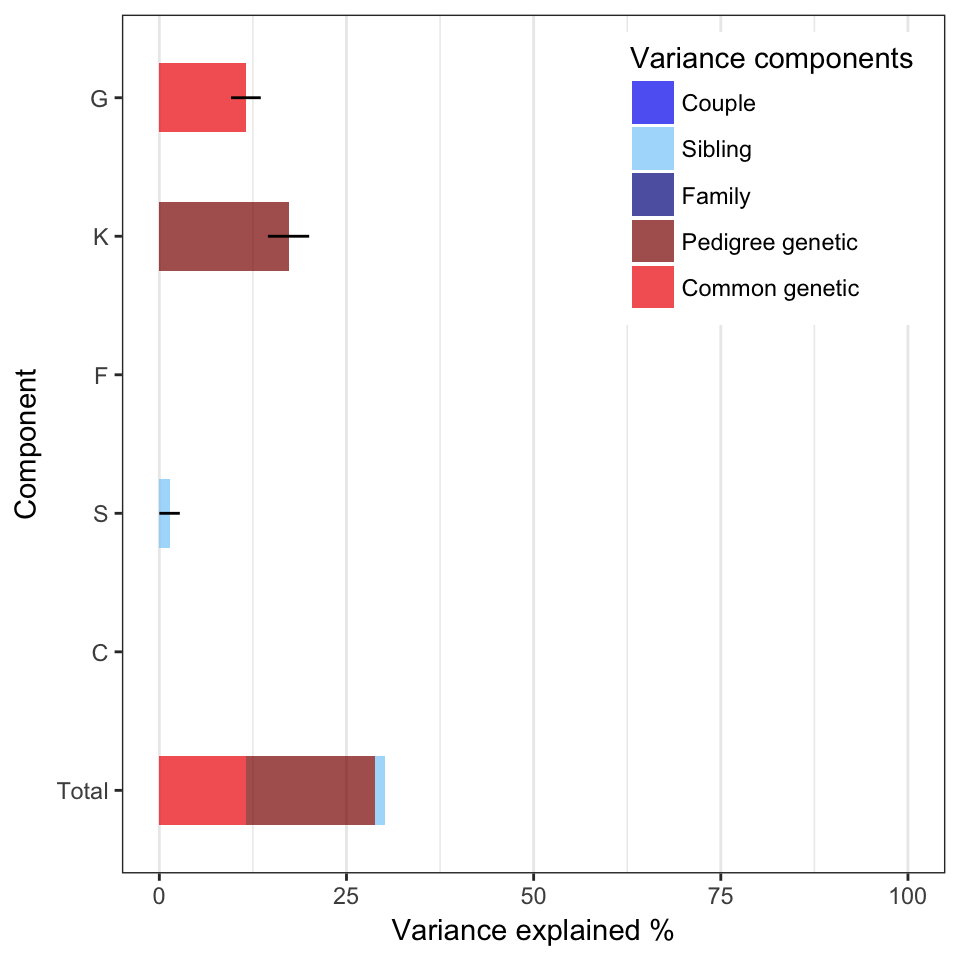 Variance components
Couple
Sibling
Family
Pedigree genetic
Common genetic
Component
G
K
F
S
C
Total
0 25 50 75 100
Variance explained %